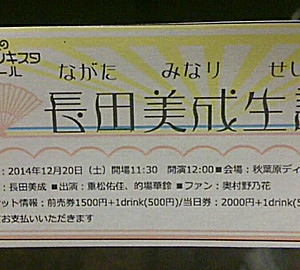 の
ンキスタ
ール
ながた みなり せい
長田美成生
：2014年12月20日（土）開場11:30 開演12:00■会場：秋葉原ディ
：長田美成 ■出演：重松佑佳、的場華鈴 ■ファン：奥村野乃花
ット情報：前売券1500円+1drink(500円)/当日券：2000円+1drink(5
お支払いいただきます